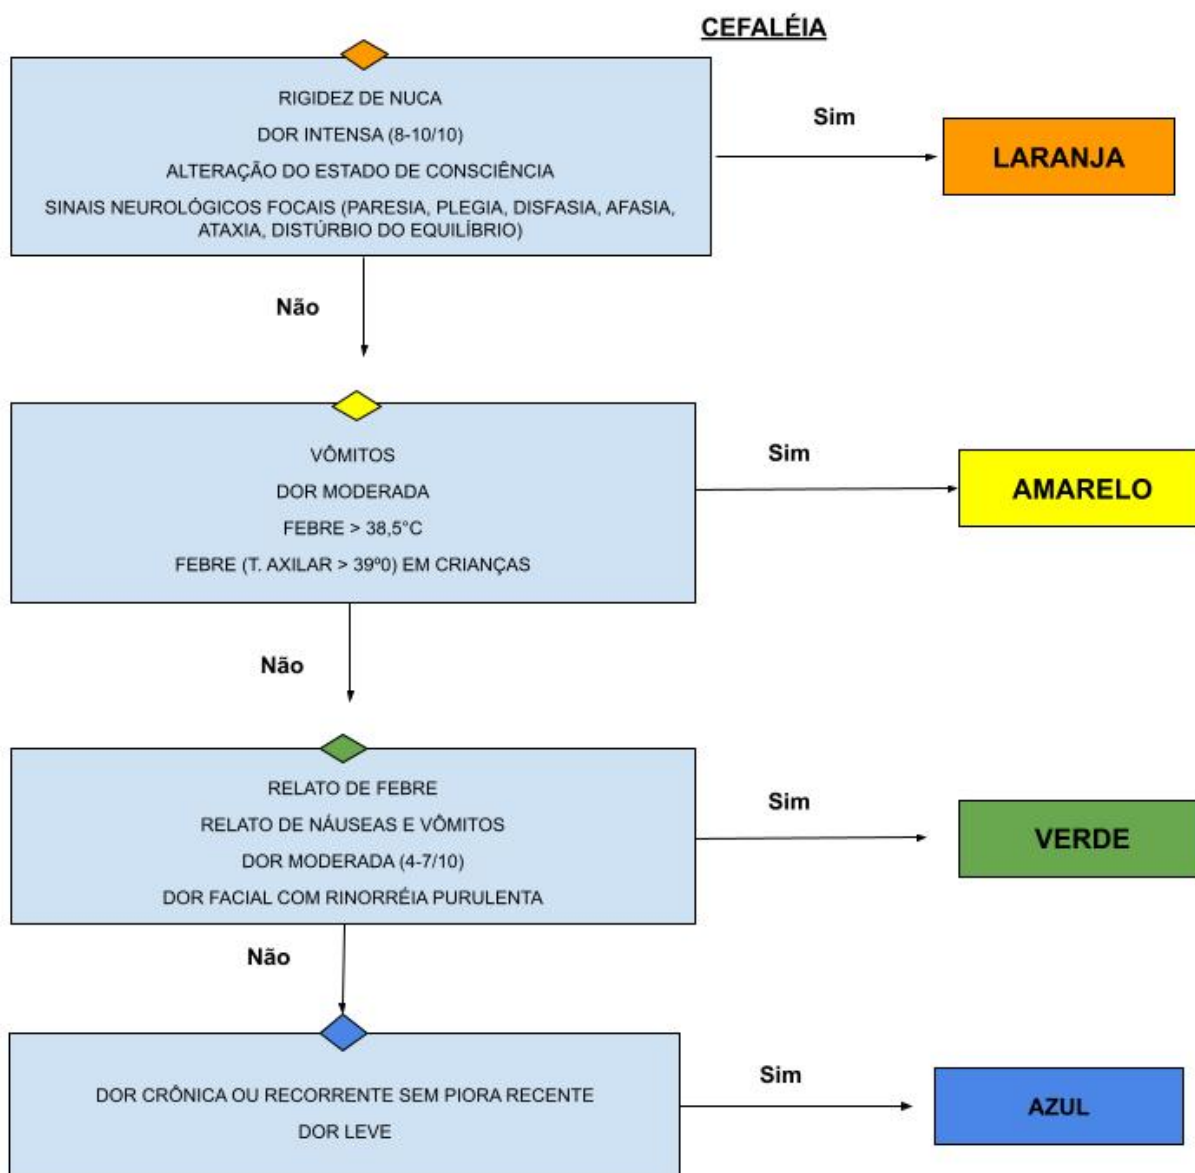 CEFALÉIA
RIGIDEZ DE NUCA
DOR INTENSA (8-10/10)
ALTERAÇÃO DO ESTADO DE CONSCIÊNCIA
SINAIS NEUROLÓGICOS FOCAIS (PARESIA, PLEGIA, DISFASIA, AFASIA,
ATAXIA, DISTÚRBIO DO EQUILÍBRIO)
Sim
LARANJA
Não
VÔMITOS
DOR MODERADA
FEBRE > 38,5°C
FEBRE (T. AXILAR > 39º0) EM CRIANÇAS
Sim
AMARELO
Não
RELATO DE FEBRE
RELATO DE NÁUSEAS E VÔMITOS
DOR MODERADA (4-7/10)
DOR FACIAL COM RINORRÉIA PURULENTA
Sim
VERDE
Não
DOR CRÔNICA OU RECORRENTE SEM PIORA RECENTE
DOR LEVE
Sim
AZUL